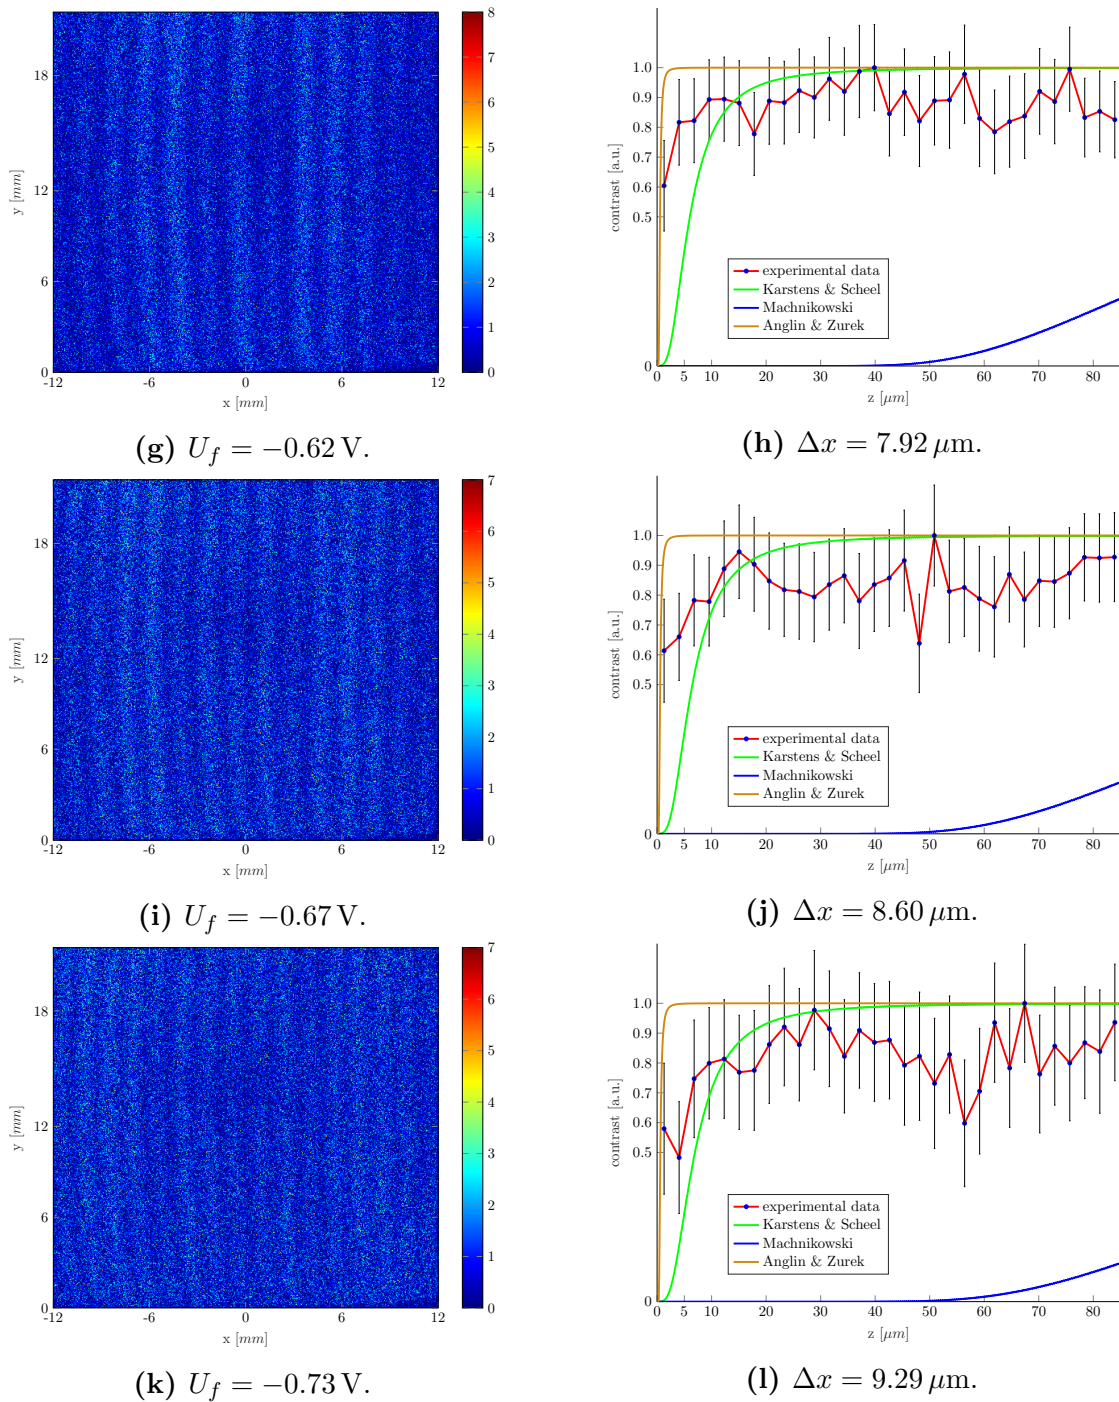 8
7
6
5
4
3
2
1
0
18
12
6
0
y [mm]
-12 -6 0 6 12
x [mm]
(g) U_f = −0.62 V.
1.0
0.9
0.8
0.7
0.6
0.5
0
contrast [a.u.]
experimental data
Karstens & Scheel
Machnikowski
Anglin & Zurek
0 5 10 20 30 40 50 60 70 80
z [μm]
(h) Δx = 7.92 μm.
7
6
5
4
3
2
1
0
18
12
6
0
y [mm]
-12 -6 0 6 12
x [mm]
(i) U_f = −0.67 V.
1.0
0.9
0.8
0.7
0.6
0.5
0
contrast [a.u.]
experimental data
Karstens & Scheel
Machnikowski
Anglin & Zurek
0 5 10 20 30 40 50 60 70 80
z [μm]
(j) Δx = 8.60 μm.
7
6
5
4
3
2
1
0
18
12
6
0
y [mm]
-12 -6 0 6 12
x [mm]
(k) U_f = −0.73 V.
1.0
0.9
0.8
0.7
0.6
0.5
0
contrast [a.u.]
experimental data
Karstens & Scheel
Machnikowski
Anglin & Zurek
0 5 10 20 30 40 50 60 70 80
z [μm]
(l) Δx = 9.29 μm.